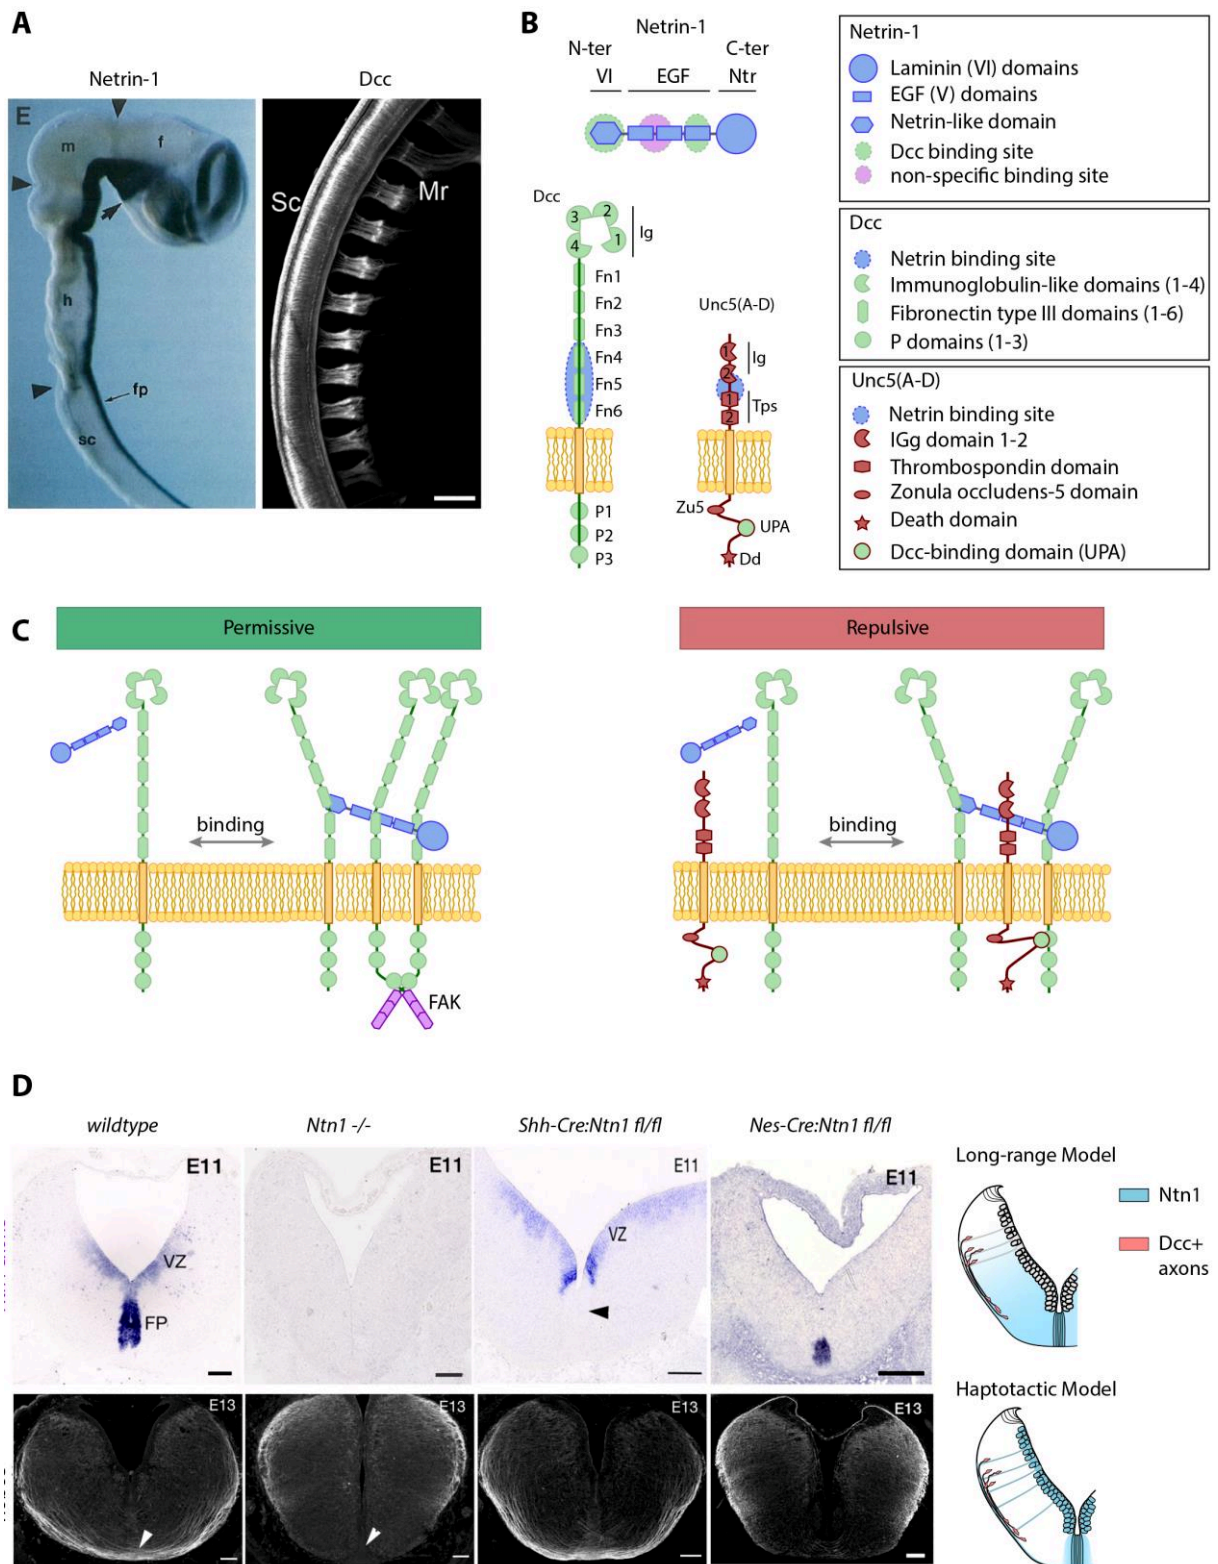 A
Netrin-1
Dcc
E
m
f
h
fp
sc
Sc
Mr
B
Netrin-1
N-ter
C-ter
VI
EGF
Ntr
Dcc
3
2
4
1
Ig
Fn1
Fn2
Fn3
Fn4
Fn5
Fn6
P1
P2
P3
Unc5(A-D)
1
2
Ig
1
2
Tps
Zu5
UPA
Dd
Netrin-1
Laminin (VI) domains
EGF (V) domains
Netrin-like domain
Dcc binding site
non-specific binding site
Dcc
Netrin binding site
Immunoglobulin-like domains (1-4)
Fibronectin type III domains (1-6)
P domains (1-3)
Unc5(A-D)
Netrin binding site
IGg domain 1-2
Thrombospondin domain
Zonula occludens-5 domain
Death domain
Dcc-binding domain (UPA)
C
Permissive
binding
FAK
Repulsive
binding
D
wildtype
Ntn1 -/-
Shh-Cre:Ntn1 fl/fl
Nes-Cre:Ntn1 fl/fl
E11
VZ
FP
E11
E11
VZ
E11
E13
E13
E13
E13
Long-range Model
Ntn1
Dcc+
axons
Haptotactic Model